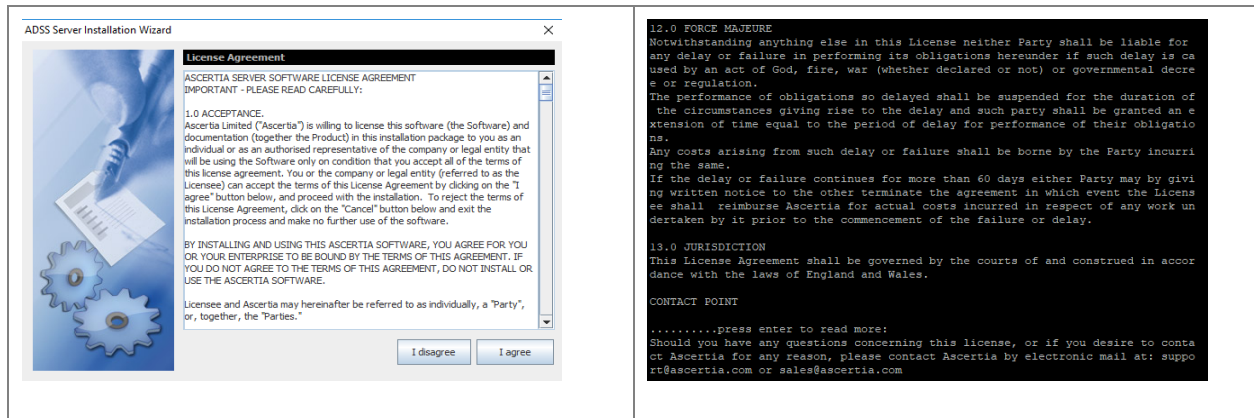 ADSS Server Installation Wizard
License Agreement
ASCERTIA SERVER SOFTWARE LICENSE AGREEMENT
IMPORTANT - PLEASE READ CAREFULLY:
1.0 ACCEPTANCE.
Ascertia Limited ("Ascertia") is willing to license this software (the Software) and
documentation (together the Product) in this installation package to you as an
individual or as an authorised representative of the company or legal entity that
will be using the Software only on condition that you accept all of the terms of
this license agreement. You or the company or legal entity (referred to as the
Licensee) can accept the terms of this License Agreement by clicking on the "I
agree" button below, and proceed with the installation.  To reject the terms of
this License Agreement, click on the "Cancel" button below and exit the
installation process and make no further use of the software.
BY INSTALLING AND USING THIS ASCERTIA SOFTWARE, YOU AGREE FOR YOU
OR YOUR ENTERPRISE TO BE BOUND BY THE TERMS OF THIS AGREEMENT. IF
YOU DO NOT AGREE TO THE TERMS OF THIS AGREEMENT, DO NOT INSTALL OR
USE THE ASCERTIA SOFTWARE.
Licensee and Ascertia may hereinafter be referred to as individually, a "Party",
or, together, the "Parties."
I disagree
I agree
12.0 FORCE MAJEURE
Notwithstanding anything else in this License neither Party shall be liable for
any delay or failure in performing its obligations hereunder if such delay is ca
used by an act of God, fire, war (whether declared or not) or governmental decre
e or regulation.
The performance of obligations so delayed shall be suspended for the duration of
the circumstances giving rise to the delay and such party shall be granted an e
xtension of time equal to the period of delay for performance of their obligatio
ns.
Any costs arising from such delay or failure shall be borne by the Party incurri
ng the same.
If the delay or failure continues for more than 60 days either Party may by givi
ng written notice to the other terminate the agreement in which event the Licens
ee shall  reimburse Ascertia for actual costs incurred in respect of any work un
dertaken by it prior to the commencement of the failure or delay.
13.0 JURISDICTION
This License Agreement shall be governed by the courts of and construed in accor
dance with the laws of England and Wales.
CONTACT POINT
..........press enter to read more:
Should you have any questions concerning this license, or if you desire to conta
ct Ascertia for any reason, please contact Ascertia by electronic mail at: suppo
rt@ascertia.com or sales@ascertia.com